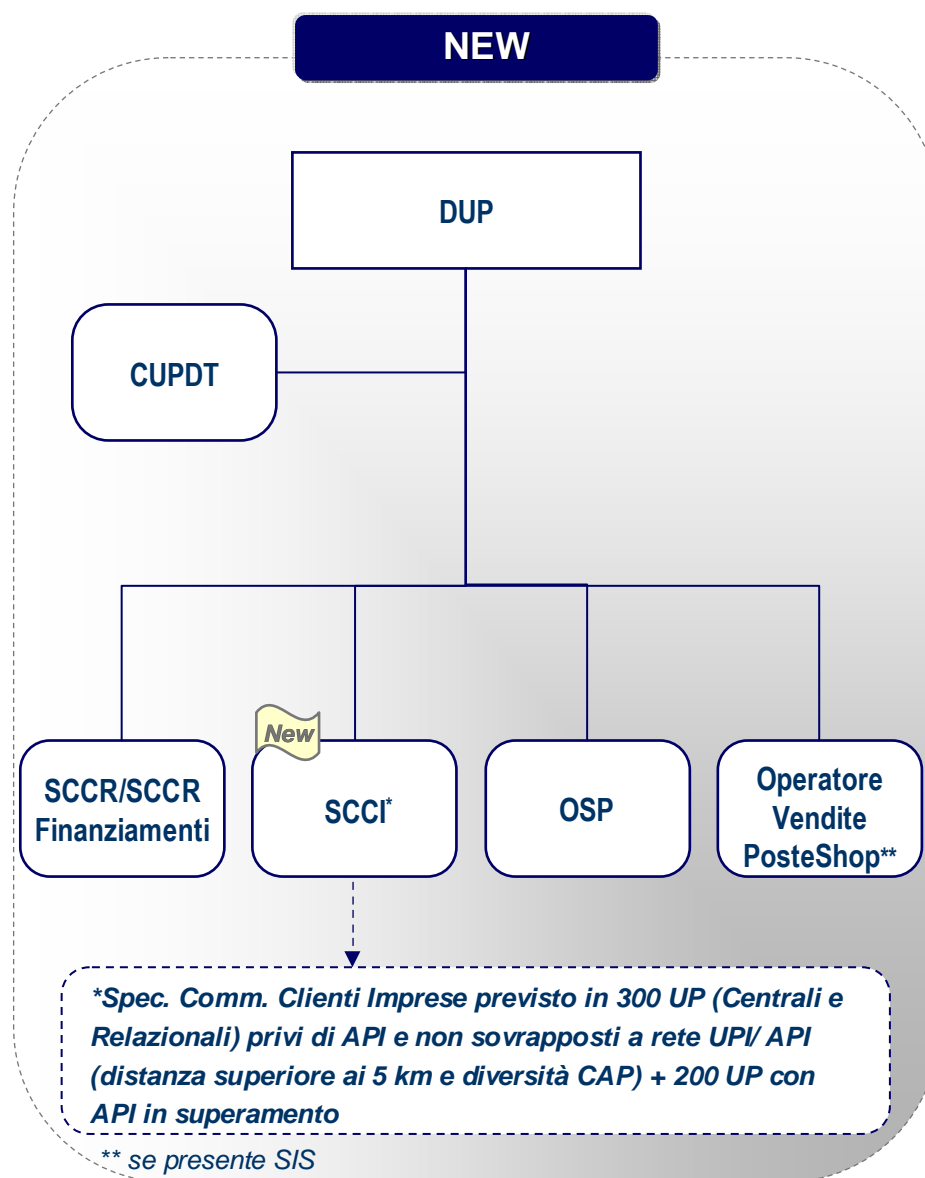 NEW
DUP
CUPDT
New
SCCR/SCCR
Finanziamenti
SCCI*
OSP
Operatore
Vendite
PosteShop**
*Spec. Comm. Clienti Imprese previsto in 300 UP (Centrali e
Relazionali) privi di API e non sovrapposti a rete UPI/ API
(distanza superiore ai 5 km e diversità CAP) + 200 UP con
API in superamento
** se presente SIS